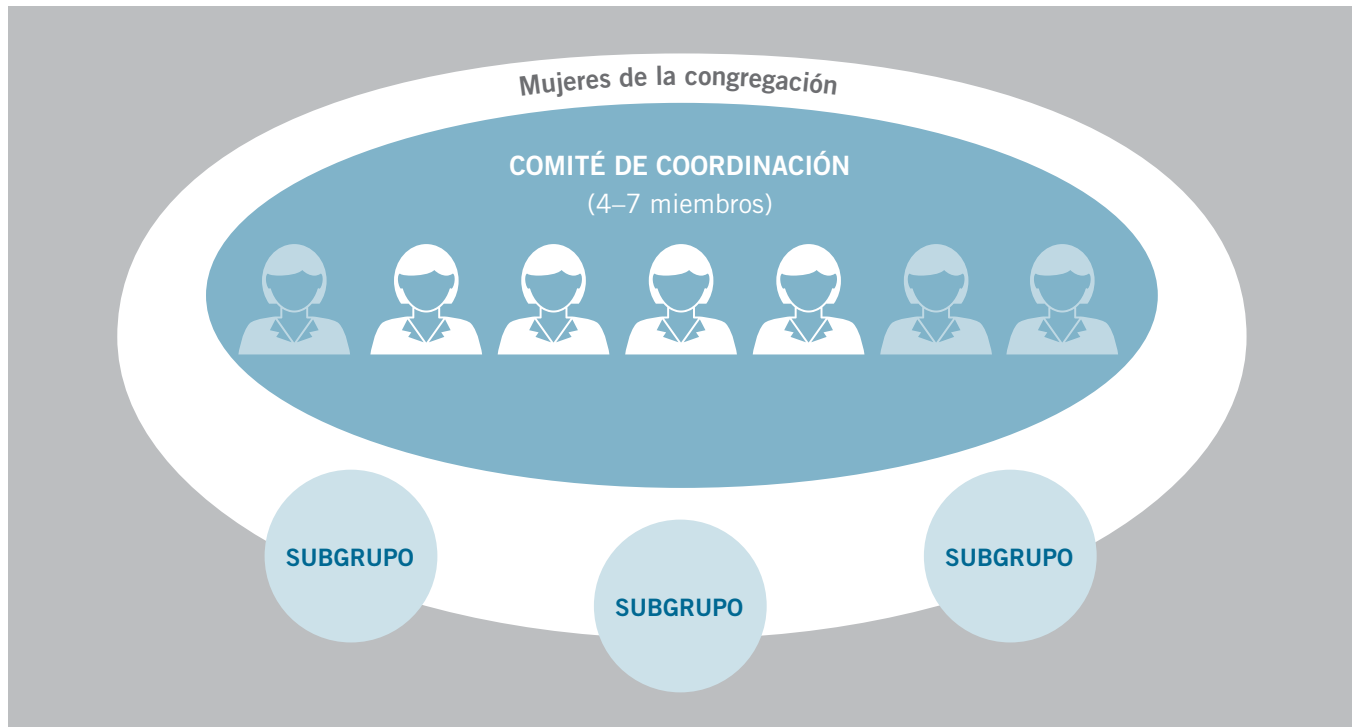 Mujeres de la congregación
COMITÉ DE COORDINACIÓN
(4–7 miembros)
SUBGRUPO
SUBGRUPO
SUBGRUPO